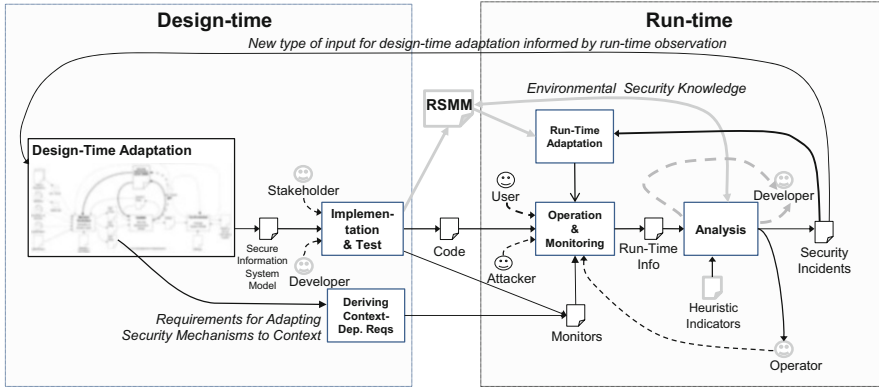 Design-time
Run-time
New type of input for design-time adaptation informed by run-time observation
Environmental Security Knowledge
RSMM
Run-Time
Adaptation
Design-Time Adaptation
Stakeholder
Developer
User
Implemen-
tation
& Test
Operation
&
Monitoring
Analysis
Secure
Information
System
Model
Code
Run-Time
Info
Security
Incidents
Developer
Attacker
Deriving
Context-
Dep. Reqs
Requirements for Adapting
Security Mechanisms to Context
Monitors
Heuristic
Indicators
Operator